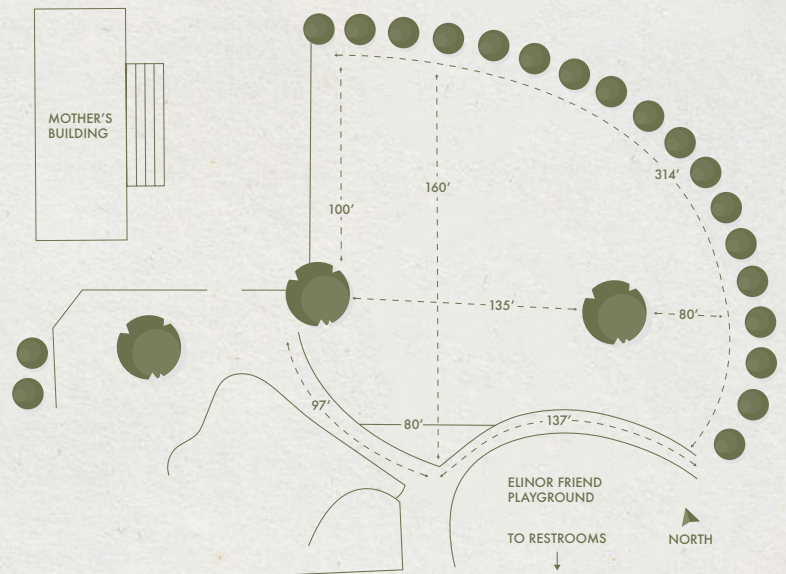 MOTHER’S
BUILDING
314’
160’
100’
135’
80’
97’
80’
137’
ELINOR FRIEND
PLAYGROUND
TO RESTROOMS
NORTH